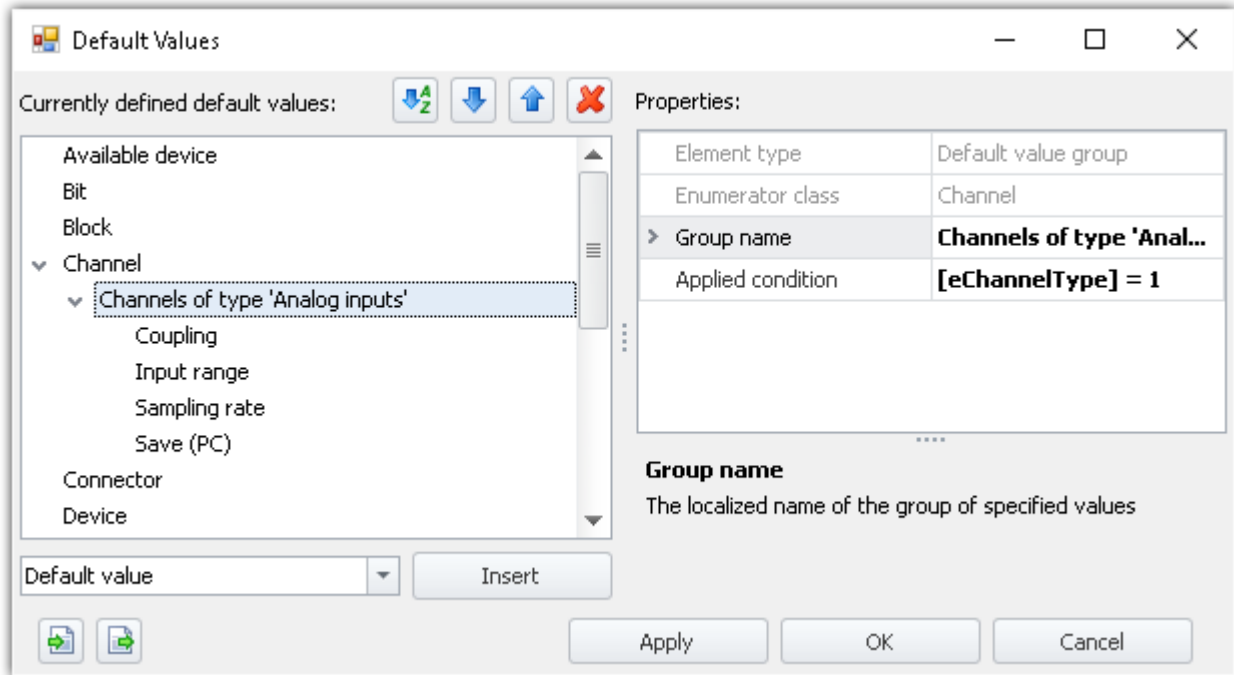 Default Values
Currently defined default values:
Available device
Bit
Block
Channel
Channels of type 'Analog inputs'
Coupling
Input range
Sampling rate
Save (PC)
Connector
Device
Default value
Insert
Properties:
Element type Default value group
Enumerator class Channel
Group name Channels of type 'Anal...
Applied condition [eChannelType] = 1
Group name
The localized name of the group of specified values
Apply
OK
Cancel